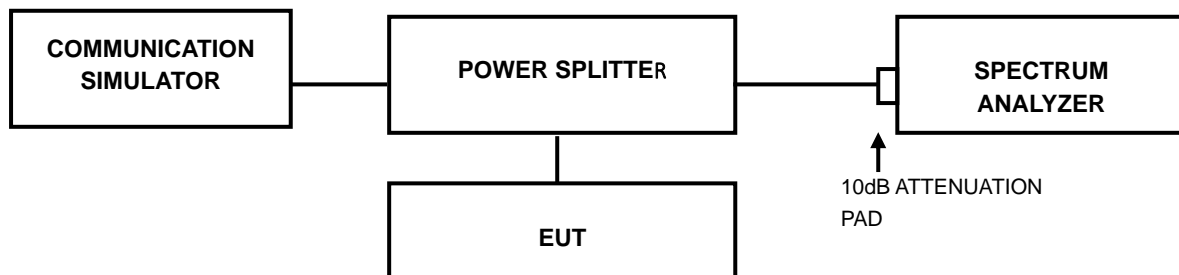 COMMUNICATION
SIMULATOR
POWER SPLITTER
SPECTRUM
ANALYZER
10dB ATTENUATION
PAD
EUT